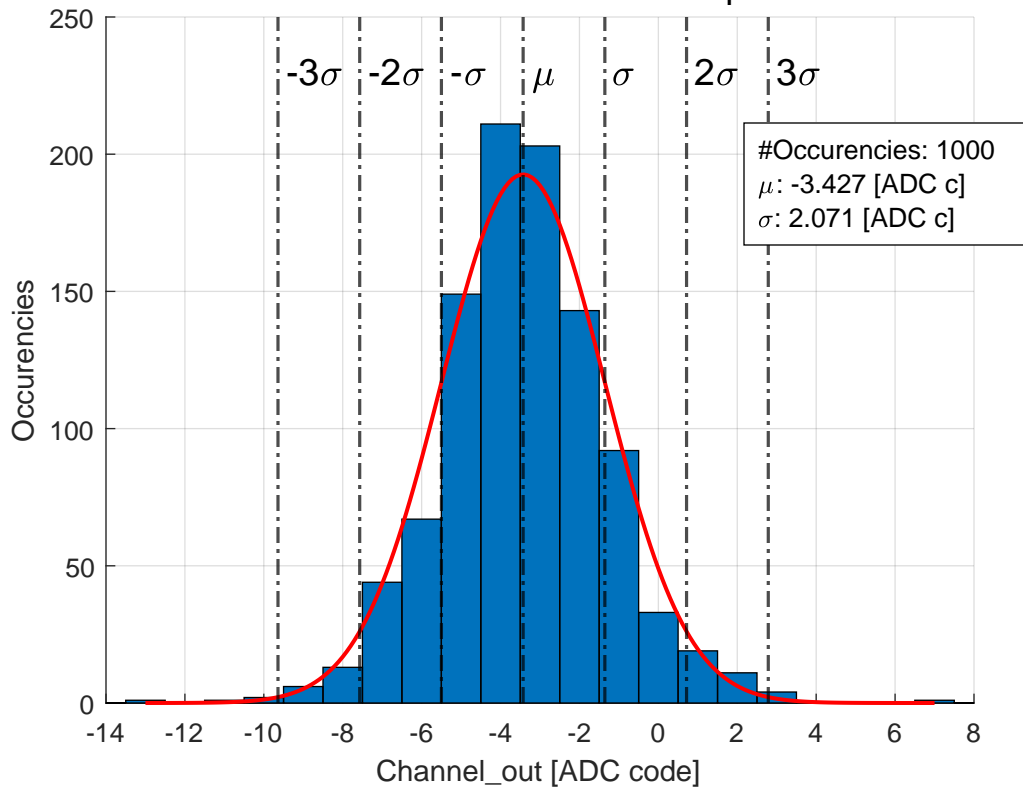 250
200
150
100
50
0
Occurencies
-3σ -2σ -σ μ σ 2σ 3σ
#Occurencies: 1000
μ: -3.427 [ADC c]
σ: 2.071 [ADC c]
-14 -12 -10 -8 -6 -4 -2 0 2 4 6 8
Channel_out [ADC code]